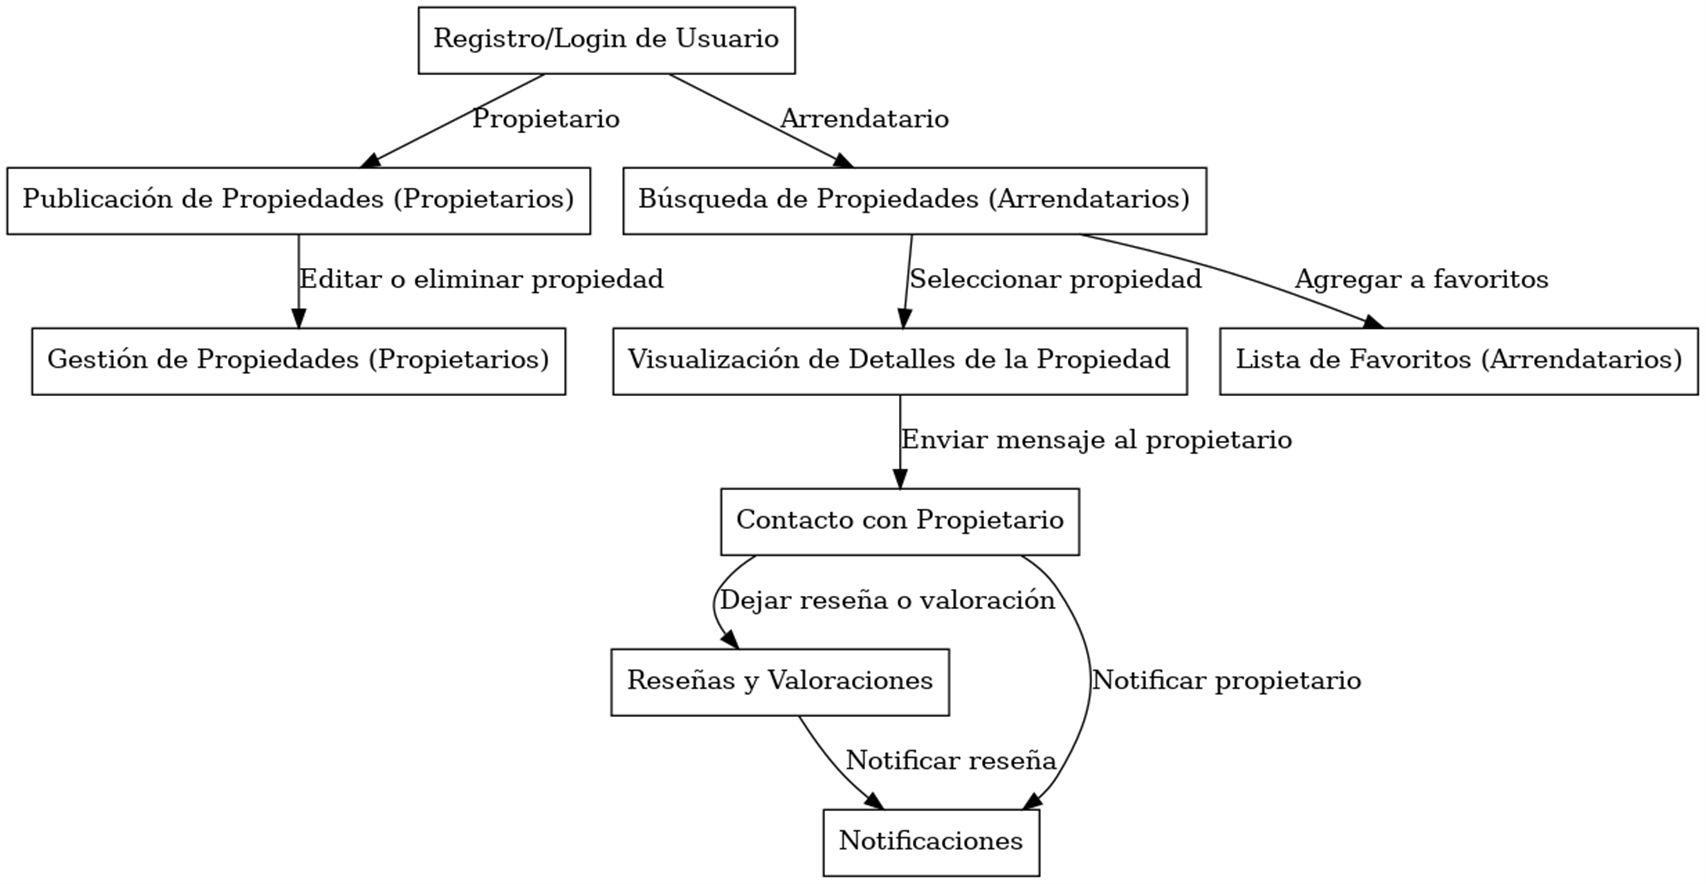 Registro/Login de Usuario
Propietario
Arrendatario
Publicación de Propiedades (Propietarios)
Búsqueda de Propiedades (Arrendatarios)
Editar o eliminar propiedad
Seleccionar propiedad
Agregar a favoritos
Gestión de Propiedades (Propietarios)
Visualización de Detalles de la Propiedad
Lista de Favoritos (Arrendatarios)
Enviar mensaje al propietario
Contacto con Propietario
Dejar reseña o valoración
Reseñas y Valoraciones
Notificar propietario
Notificar reseña
Notificaciones